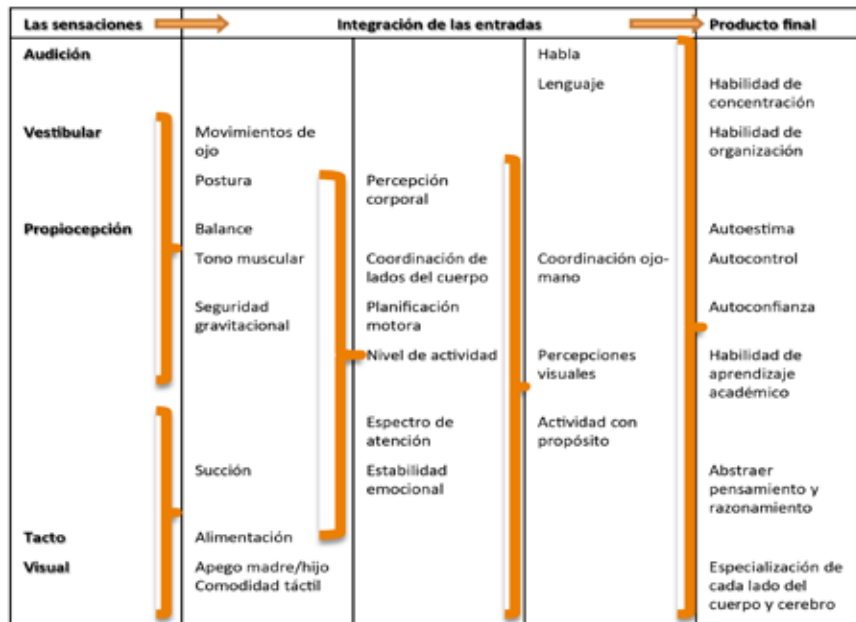 Las sensaciones
Integración de las entradas
Producto final
Audición
Vestibular
Propiocepción
Tacto
Visual
Movimientos de
ojo
Postura
Balance
Tono muscular
Seguridad
gravitacional
Succión
Alimentación
Apego madre/hijo
Comodidad táctil
Percepción
corporal
Coordinación de
lados del cuerpo
Planificación
motora
Nivel de actividad
Espectro de
atención
Estabilidad
emocional
Habla
Lenguaje
Coordinación ojo-
mano
Percepciones
visuales
Actividad con
propósito
Habilidad de
concentración
Habilidad de
organización
Autoestima
Autocontrol
Autoconfianza
Habilidad de
aprendizaje
académico
Abstraer
pensamiento y
razonamiento
Especialización de
cada lado del
cuerpo y cerebro